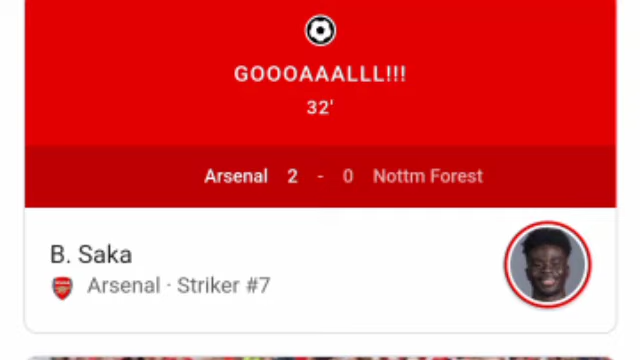 GOOOAAALLL!!!
32'
Arsenal 2 - 0 Nottm Forest
B. Saka
Arsenal · Striker #7